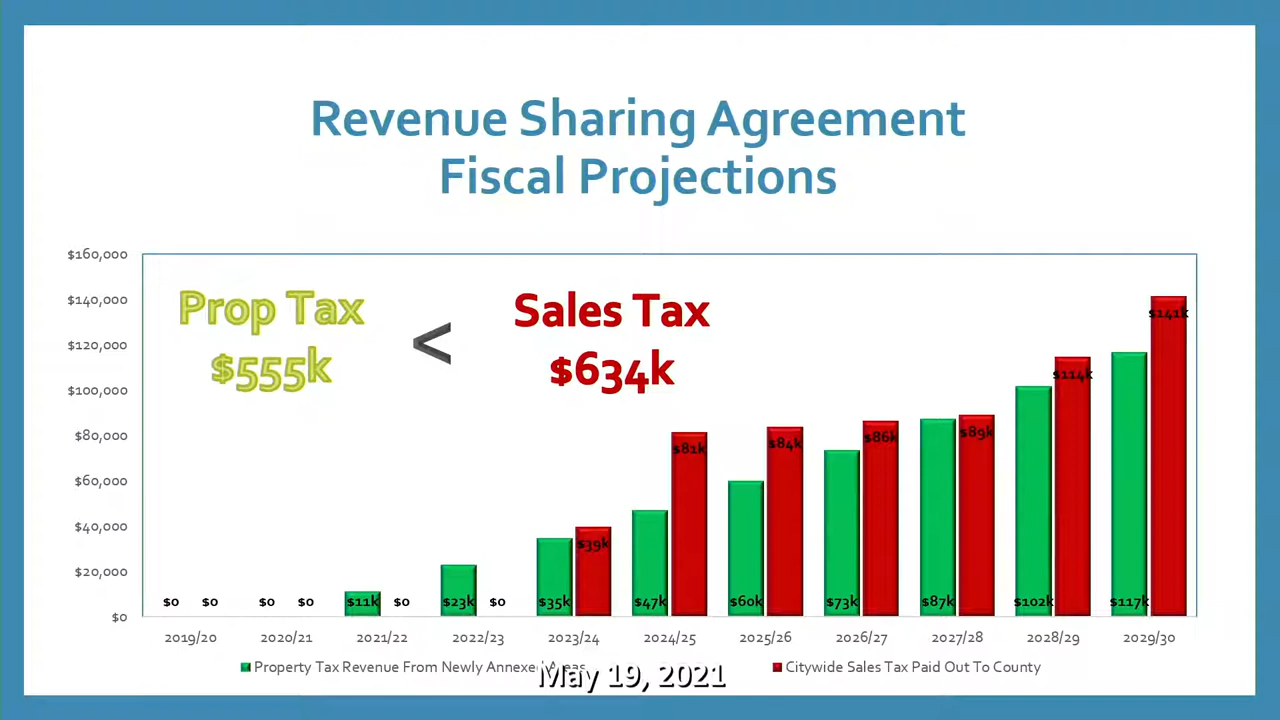 Revenue Sharing Agreement
Fiscal Projections
$160,000
$140,000
$120,000
$100,000
$80,000
$60,000
$40,000
$20,000
$0
Prop Tax
$555k
<
Sales Tax
$634k
$0 $0 $0 $0 $11k $0 $23k $0 $35k $39k $47k $81k $60k $84k $73k $86k $87k $89k $102k $114k $117k $141k
2019/20 2020/21 2021/22 2022/23 2023/24 2024/25 2025/26 2026/27 2027/28 2028/29 2029/30
Property Tax Revenue From Newly Annexed Areas Citywide Sales Tax Paid Out To County
May 19, 2021